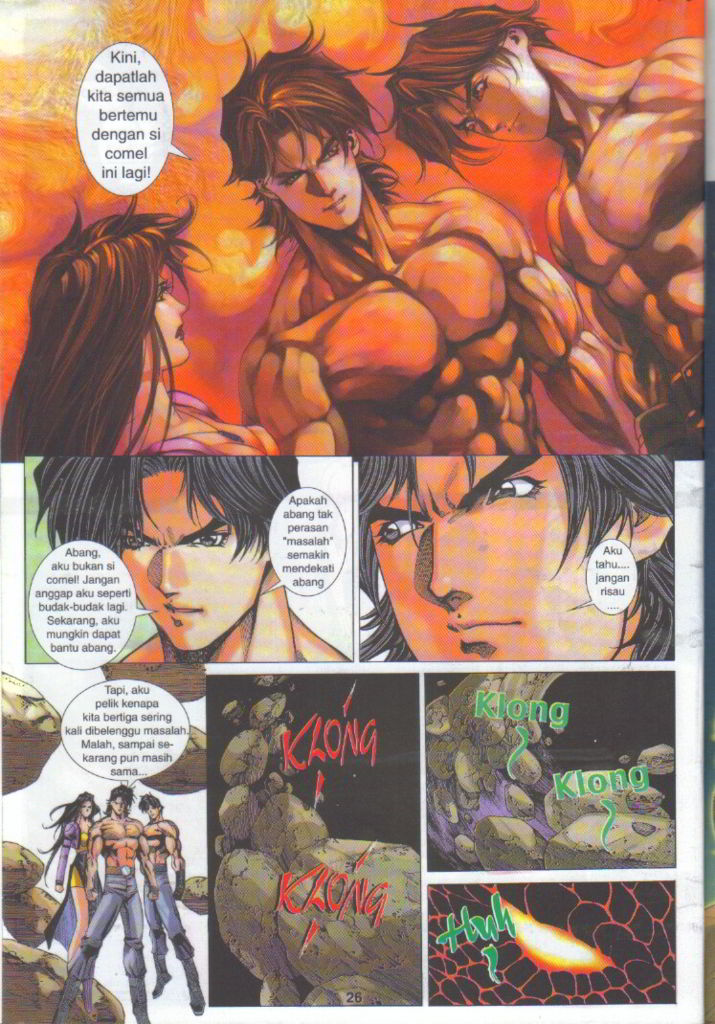 Kini,
dapatlah
kita semua
bertemu
dengan si
comel
ini lagi!
Abang,
aku bukan si
comel! Jangan
anggap aku seperti
budak-budak lagi.
Sekarang, aku
mungkin dapat
bantu abang.
Apakah
abang tak
perasan
"masalah"
semakin
mendekati
abang
Aku
tahu....
jangan
risau
....
Tapi, aku
pelik kenapa
kita bertiga sering
kali dibelenggu masalah.
Malah, sampai se-
karang pun masih
sama...
KLONG
KLONG
Klong
Klong
Huh
26